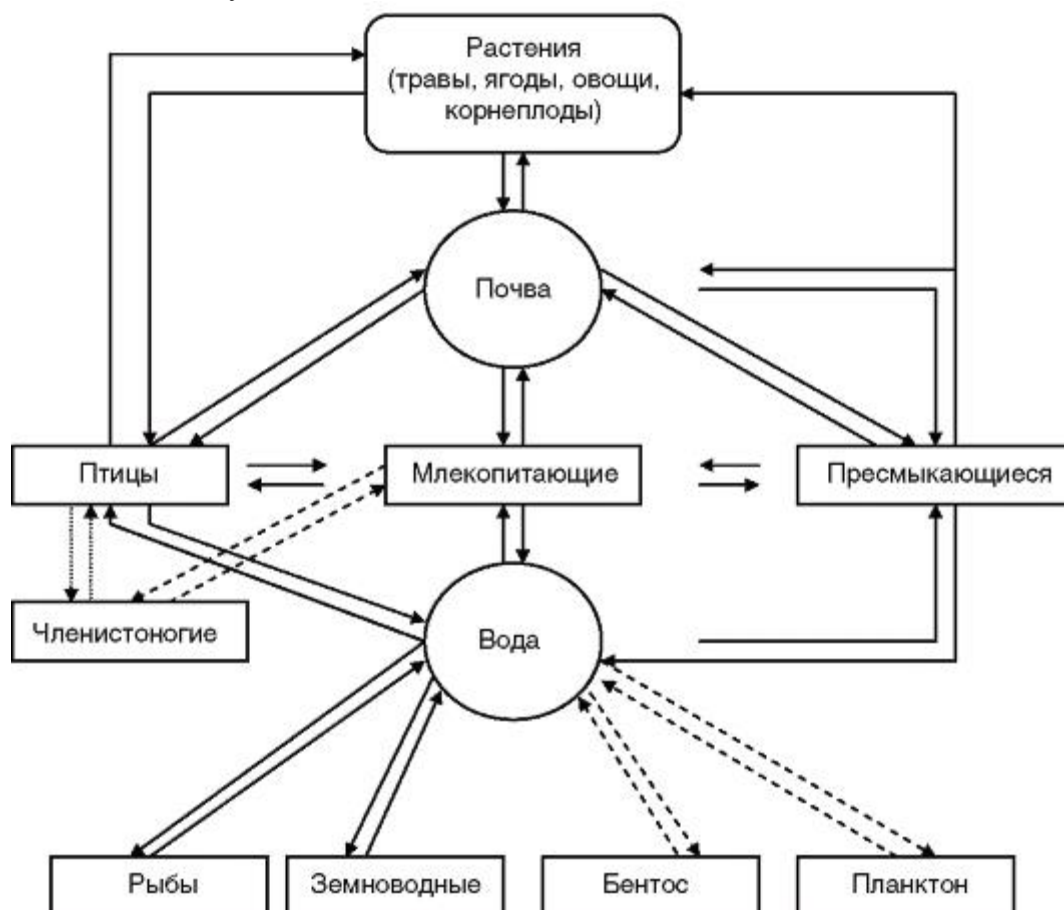 Растения
(травы, ягоды, овощи,
корнеплоды)
Почва
Птицы
Млекопитающие
Пресмыкающиеся
Членистоногие
Вода
Рыбы
Земноводные
Бентос
Планктон